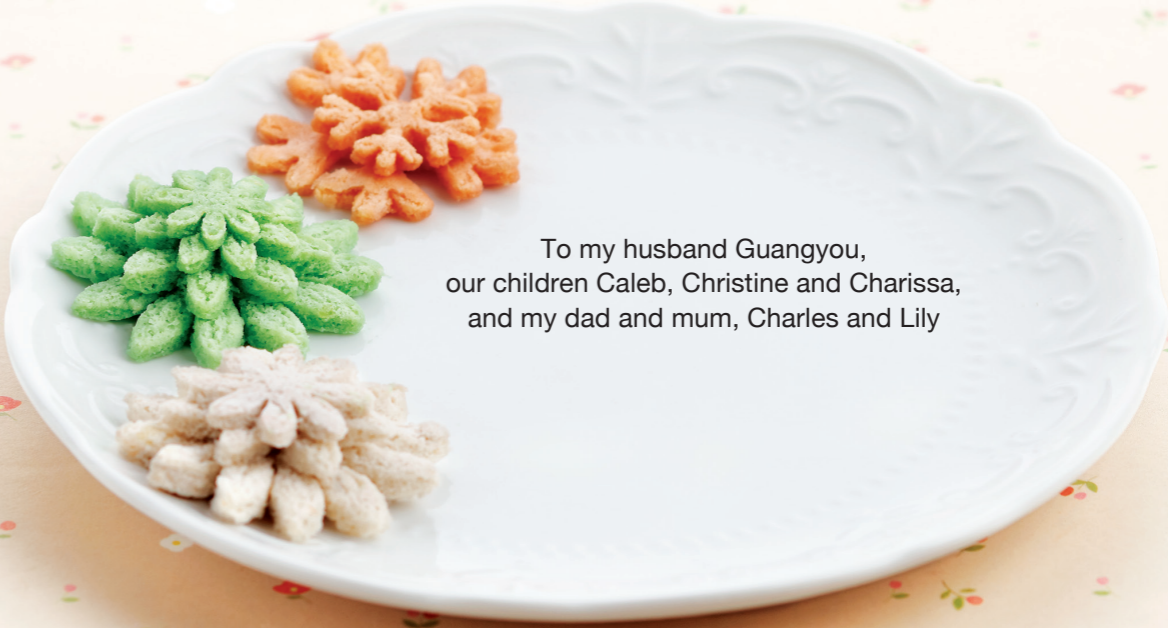 To my husband Guangyou,
our children Caleb, Christine and Charissa,
and my dad and mum, Charles and Lily